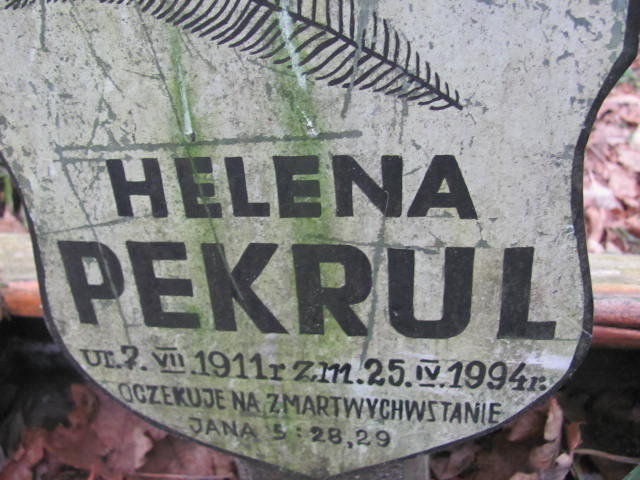 HELENA
PEKRUL
UR.7.VII.1911r ZM.25.IV.1994r.
OCZEKUJE NA ZMARTWYCHWSTANIE
JANA 5:28,29